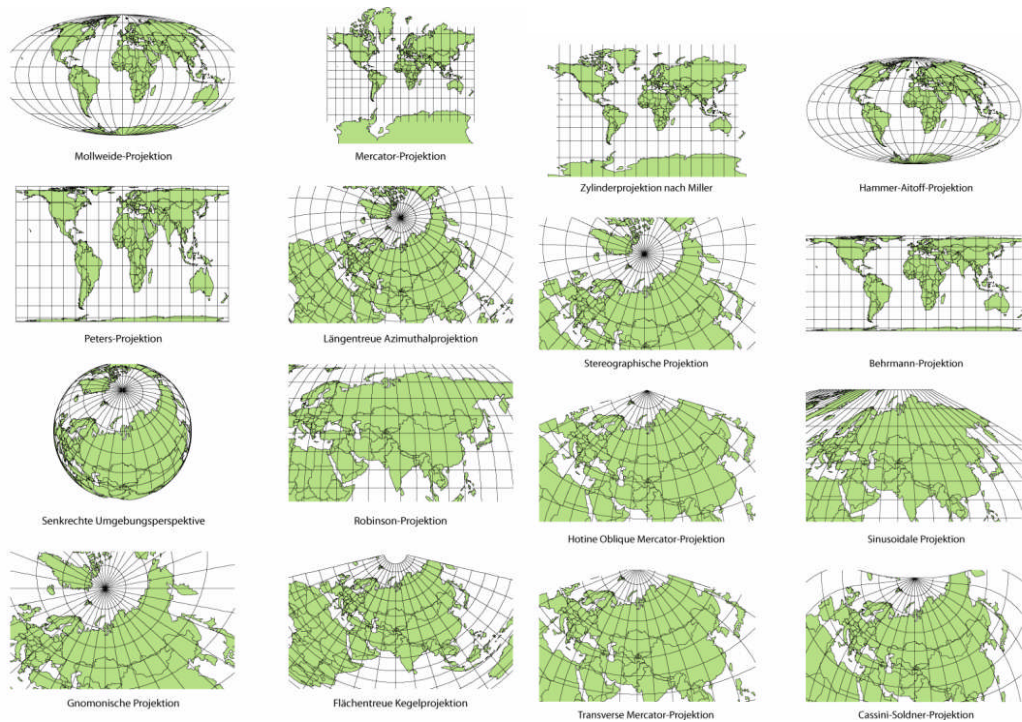 Mollweide-Projektion
Mercator-Projektion
Zylinderprojektion nach Miller
Hammer-Aitoff-Projektion
Peters-Projektion
Längentreue Azimuthalprojektion
Stereographische Projektion
Behrmann-Projektion
Senkrechte Umgebungsperspektive
Robinson-Projektion
Hotine Oblique Mercator-Projektion
Sinusoidale Projektion
Gnomonische Projektion
Flächentreue Kegelprojektion
Transverse Mercator-Projektion
Cassini-Soldner-Projektion